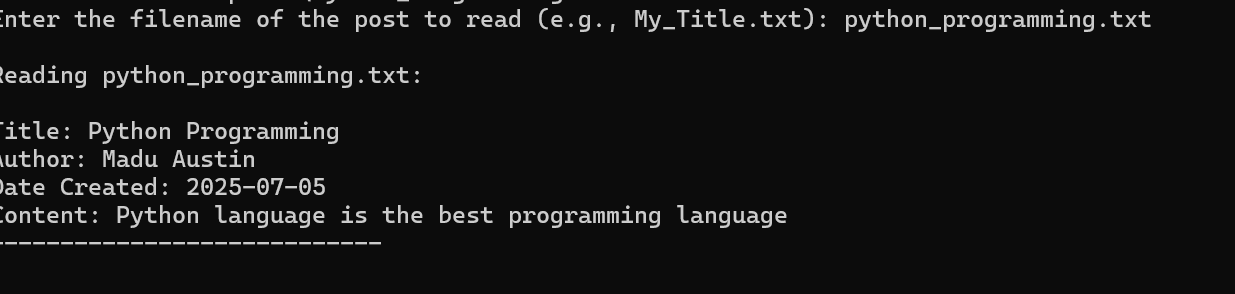 Enter the filename of the post to read (e.g., My_Title.txt): python_programming.txt
Reading python_programming.txt:
Title: Python Programming
Author: Madu Austin
Date Created: 2025-07-05
Content: Python language is the best programming language
----------------------------